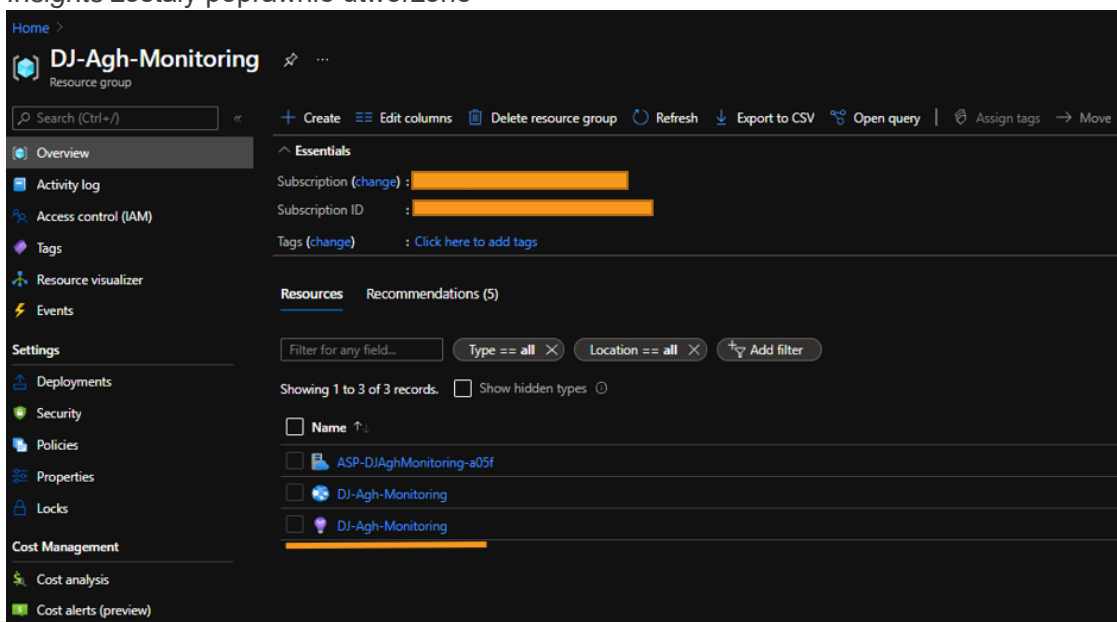 Insights zostały poprawnie utworzone
Home >
DJ-Agh-Monitoring
Resource group
Search (Ctrl+/)
Create Edit columns Delete resource group Refresh Export to CSV Open query Assign tags Move
Overview
Essentials
Activity log
Subscription (change) :
Access control (IAM)
Subscription ID :
Tags
Tags (change) : Click here to add tags
Resource visualizer
Events
Resources Recommendations (5)
Settings
Filter for any field... Type == all Location == all Add filter
Deployments
Showing 1 to 3 of 3 records. Show hidden types
Security
Name
Policies
ASP-DJAghMonitoring-a05f
Properties
DJ-Agh-Monitoring
Locks
DJ-Agh-Monitoring
Cost Management
Cost analysis
Cost alerts (preview)